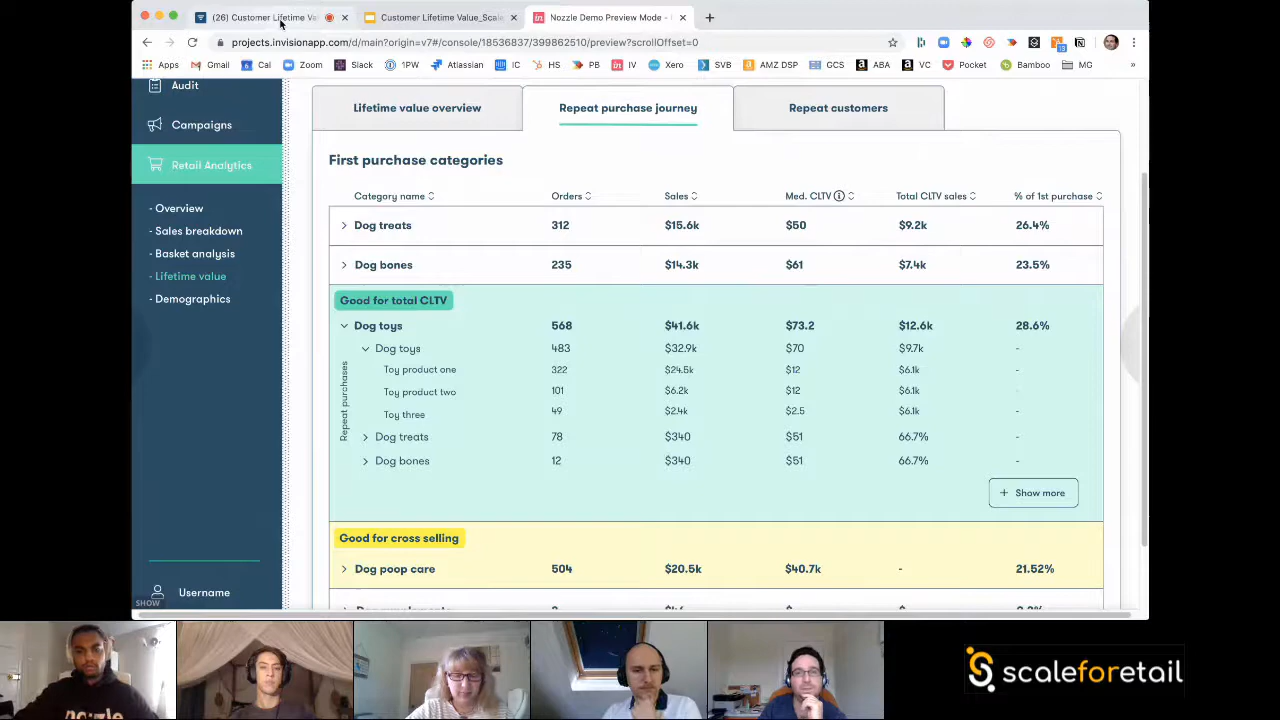 (26) Customer Lifetime Va
Customer Lifetime Value_Scale
Nozzle Demo Preview Mode -
projects.invisionapp.com/d/main?origin=v7#/console/18536837/399862510/preview?scrollOffset=0
Apps Gmail Cal Zoom Slack 1PW Atlassian IC HS PB IV Xero SVB AMZ DSP GCS ABA VC Pocket Bamboo MG »
Audit
Campaigns
Retail Analytics
- Overview
- Sales breakdown
- Basket analysis
- Lifetime value
- Demographics
Username
SHOW
Lifetime value overview Repeat purchase journey Repeat customers
First purchase categories
Category name Orders Sales Med. CLTV Total CLTV sales % of 1st purchase
Dog treats 312 $15.6k $50 $9.2k 26.4%
Dog bones 235 $14.3k $61 $7.4k 23.5%
Good for total CLTV
Dog toys 568 $41.6k $73.2 $12.6k 28.6%
Repeat purchases
Dog toys 483 $32.9k $70 $9.7k -
Toy product one 322 $24.5k $12 $6.1k -
Toy product two 101 $6.2k $12 $6.1k -
Toy three 49 $2.4k $2.5 $6.1k -
Dog treats 78 $340 $51 66.7% -
Dog bones 12 $340 $51 66.7% -
+ Show more
Good for cross selling
Dog poop care 504 $20.5k $40.7k - 21.52%
scaleforetail